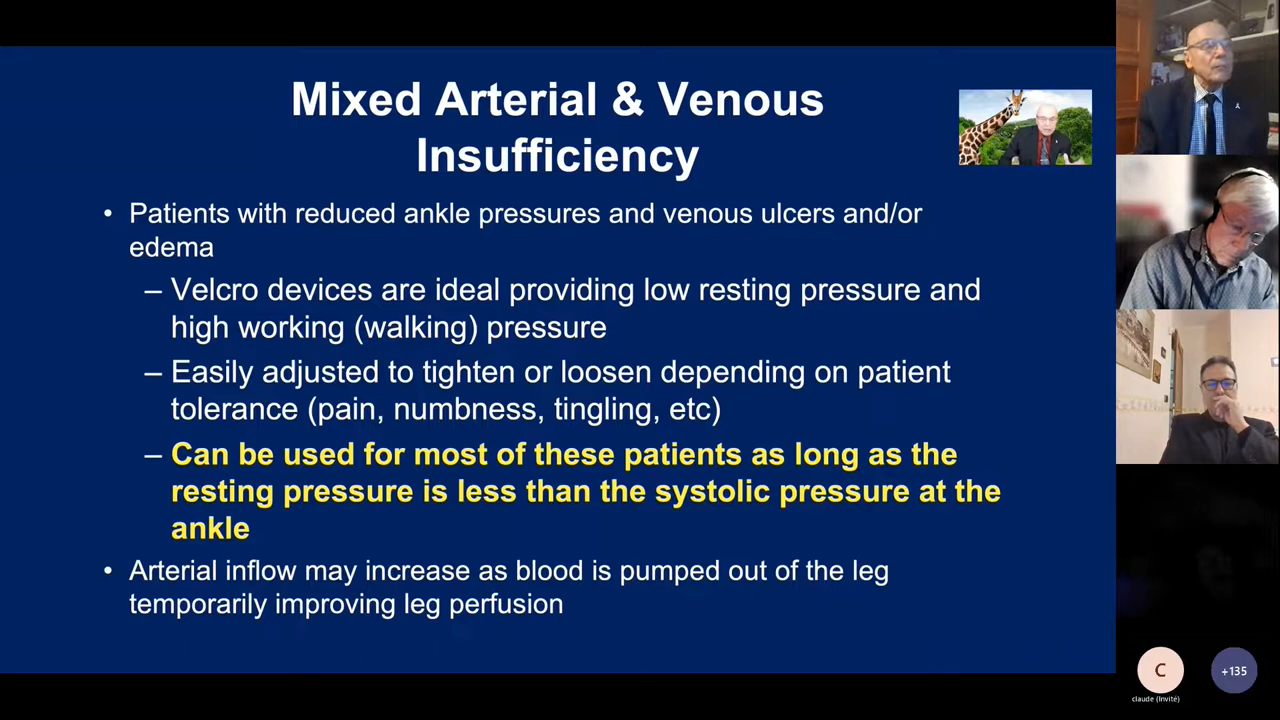 Mixed Arterial & Venous
Insufficiency
• Patients with reduced ankle pressures and venous ulcers and/or
edema
– Velcro devices are ideal providing low resting pressure and
high working (walking) pressure
– Easily adjusted to tighten or loosen depending on patient
tolerance (pain, numbness, tingling, etc)
– Can be used for most of these patients as long as the
resting pressure is less than the systolic pressure at the
ankle
• Arterial inflow may increase as blood is pumped out of the leg
temporarily improving leg perfusion
C
+135
claude (Invité)